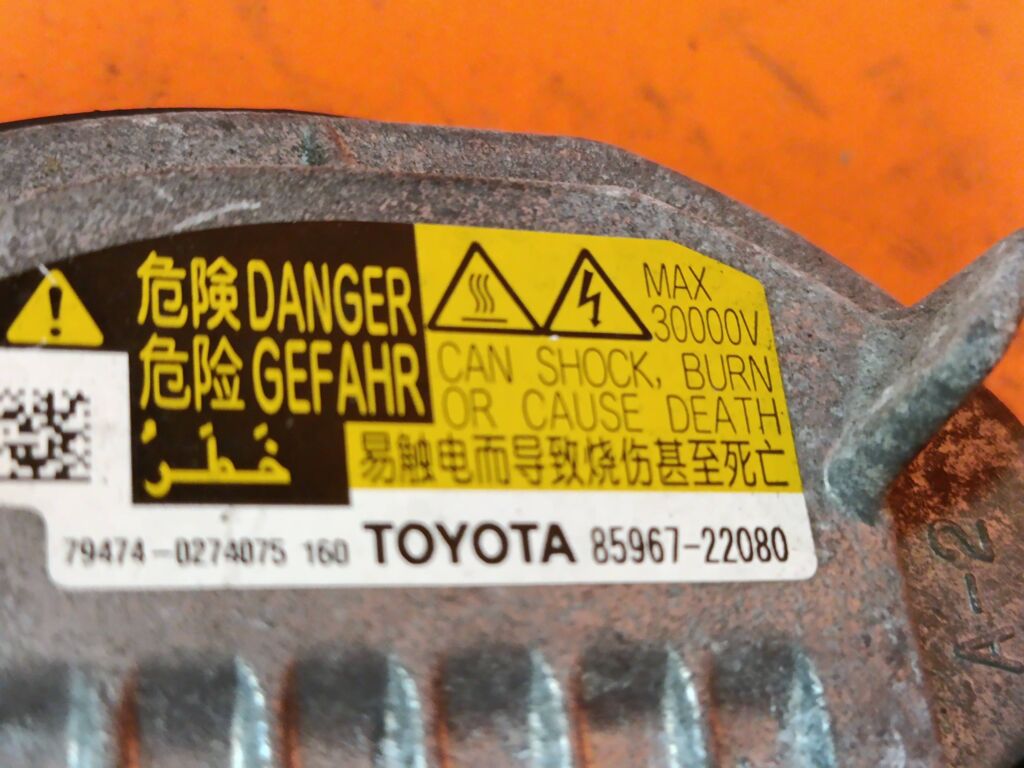 危険 DANGER
危险 GEFAHR
خَطَر
MAX
30000V
CAN SHOCK, BURN
OR CAUSE DEATH
易触电而导致烧伤甚至死亡
79474-0274075 160 TOYOTA 85967-22080
A-2